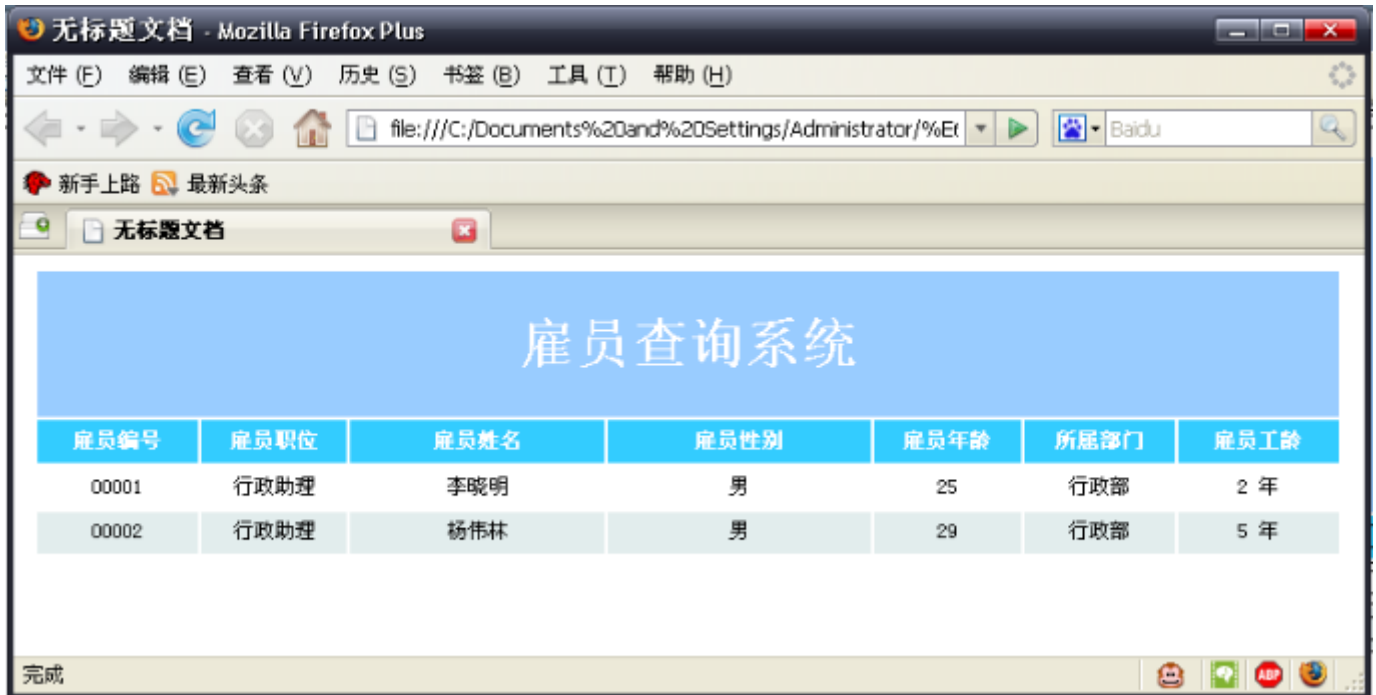 无标题文档 - Mozilla Firefox Plus
文件 (F) 编辑 (E) 查看 (V) 历史 (S) 书签 (B) 工具 (T) 帮助 (H)
file:///C:/Documents%20and%20Settings/Administrator/%E Baidu
新手上路 最新头条
无标题文档
雇员查询系统
雇员编号 雇员职位 雇员姓名 雇员性别 雇员年龄 所属部门 雇员工龄
00001 行政助理 李晓明 男 25 行政部 2 年
00002 行政助理 杨伟林 男 29 行政部 5 年
完成 ABP